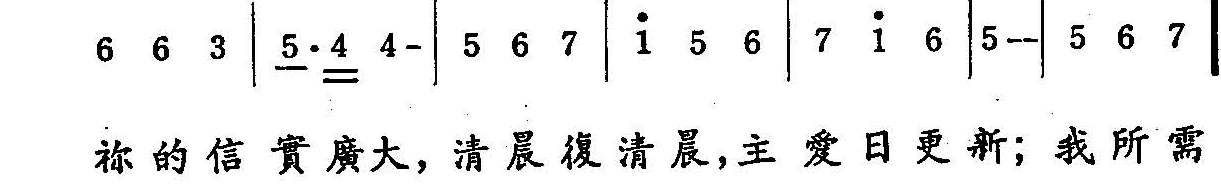 6 6 3 | 5·4 4- | 5 6 7 | i 5 6 | 7 i 6 | 5-- | 5 6 7 |
祢的信實廣大，清晨復清晨，主愛日更新；我所需